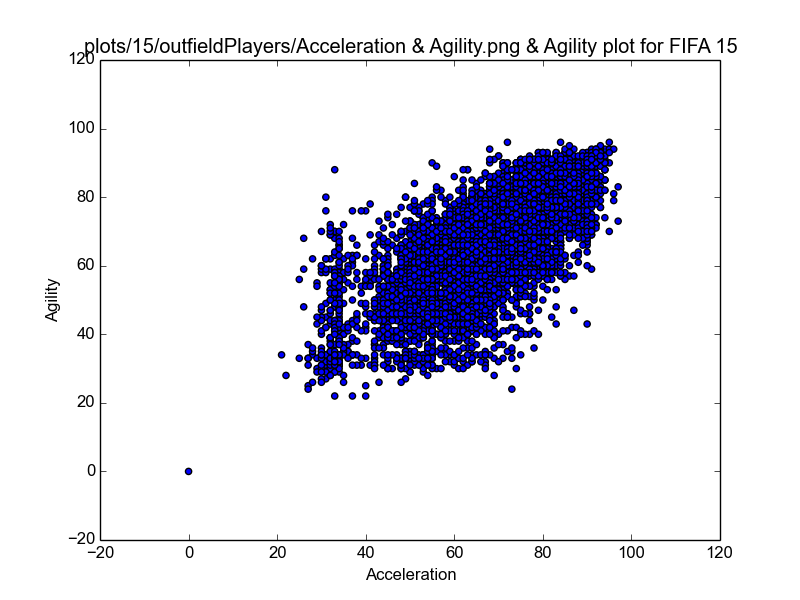 plots/15/outfieldPlayers/Acceleration & Agility.png & Agility plot for FIFA 15
120
100
80
60
40
20
0
−20
Agility
−20 0 20 40 60 80 100 120
Acceleration